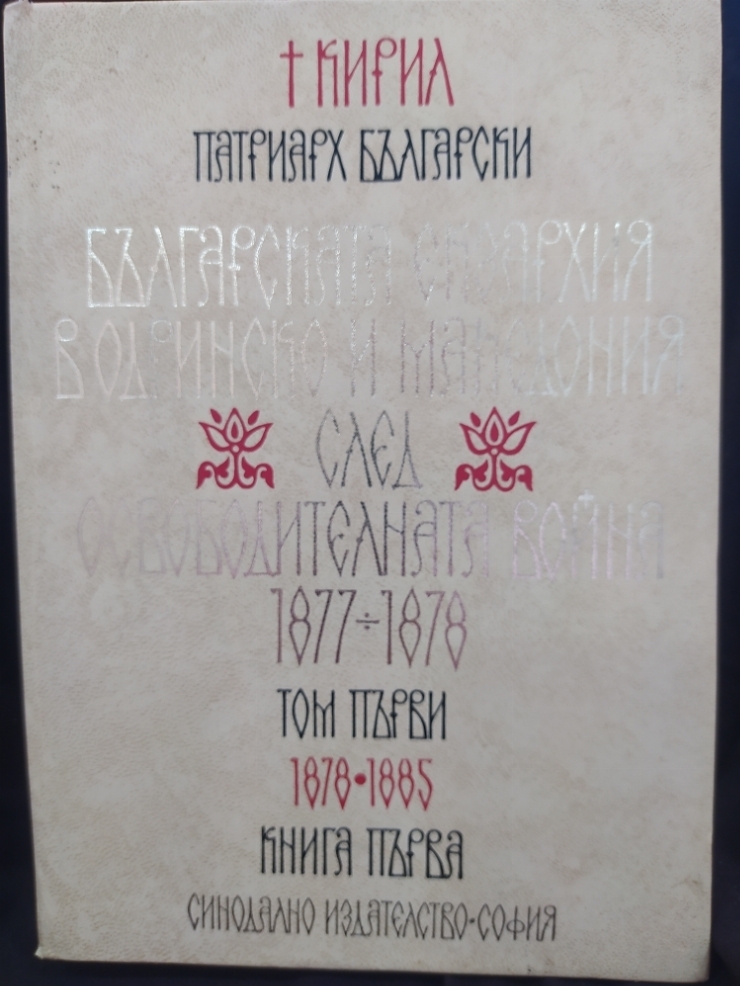 † КИРИЛ
ПАТРИАРХ БЪЛГАРСКИ
БЪЛГАРСКАТА ЕКЗАРХИЯ
В ОДРИНСКО И МАКЕДОНИЯ
СЛЕД
ОСВОБОДИТЕЛНАТА ВОЙНА
1877÷1878
ТОМ ПЪРВИ
1878•1885
КНИГА ПЪРВА
СИНОДАЛНО ИЗДАТЕЛСТВО-СОФИЯ